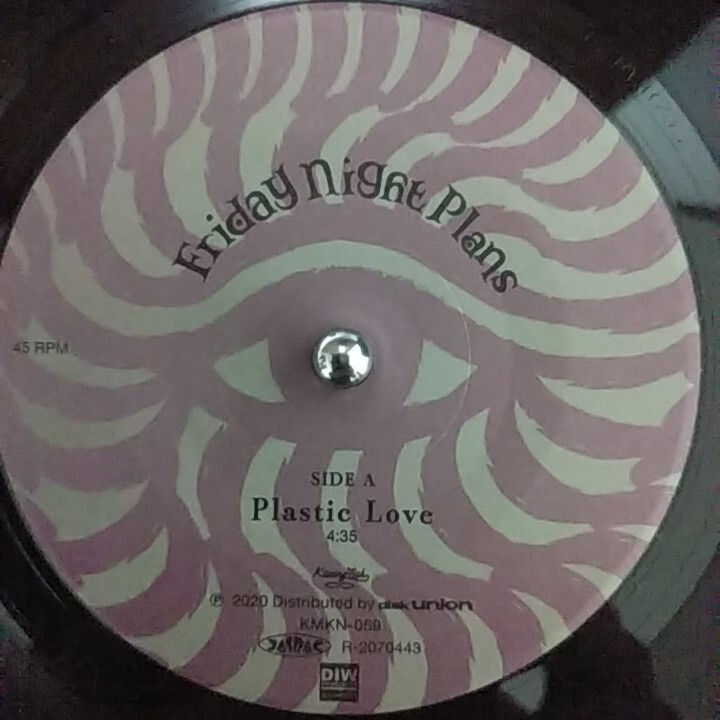 Friday Night Plans
45 RPM
SIDE A
Plastic Love
4:35
℗ 2020 Distributed by disk union
KMKN-069
JASRAC R-2070443
DIW